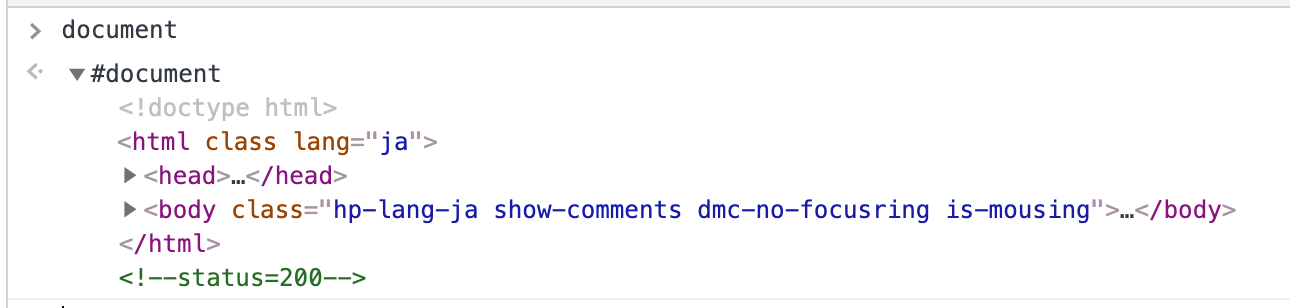 document
#document
<!doctype html>
<html class lang="ja">
<head>…</head>
<body class="hp-lang-ja show-comments dmc-no-focusring is-mousing">…</body>
</html>
<!--status=200-->